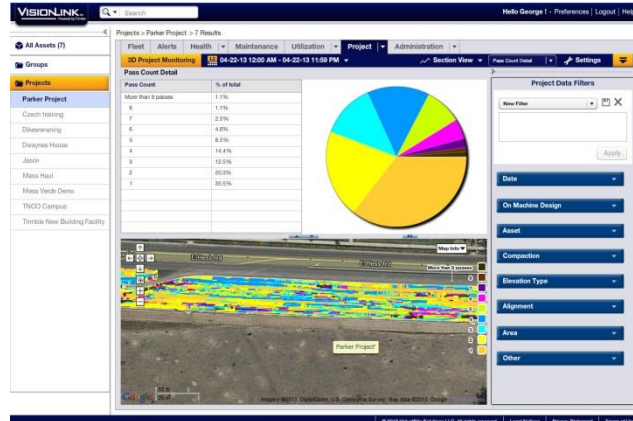 VISIONLINK.
Search
Hello George ! - Preferences | Logout | Help
Projects > Parker Project > 7 Results
All Assets (7)
Groups
Projects
Parker Project
Czech training
Dikesrensning
Dwaynes House
Jason
Mass Haul
Mesa Verde Demo
TNCO Campus
Trimble New Building Facility
Fleet Alerts Health Maintenance Utilization Project Administration
3D Project Monitoring 04-22-13 12:00 AM - 04-22-13 11:59 PM Section View Pass Count Detail Settings
Pass Count Detail
Pass Count % of total
More than 8 passes 1.1%
8 1.1%
7 2.0%
6 4.8%
5 8.5%
4 14.4%
3 12.5%
2 20.3%
1 35.5%
Map Info
More than 8 passes
Parker Project
Google
Project Data Filters
New Filter
Apply
Date
On Machine Design
Asset
Compaction
Elevation Type
Alignment
Area
Other